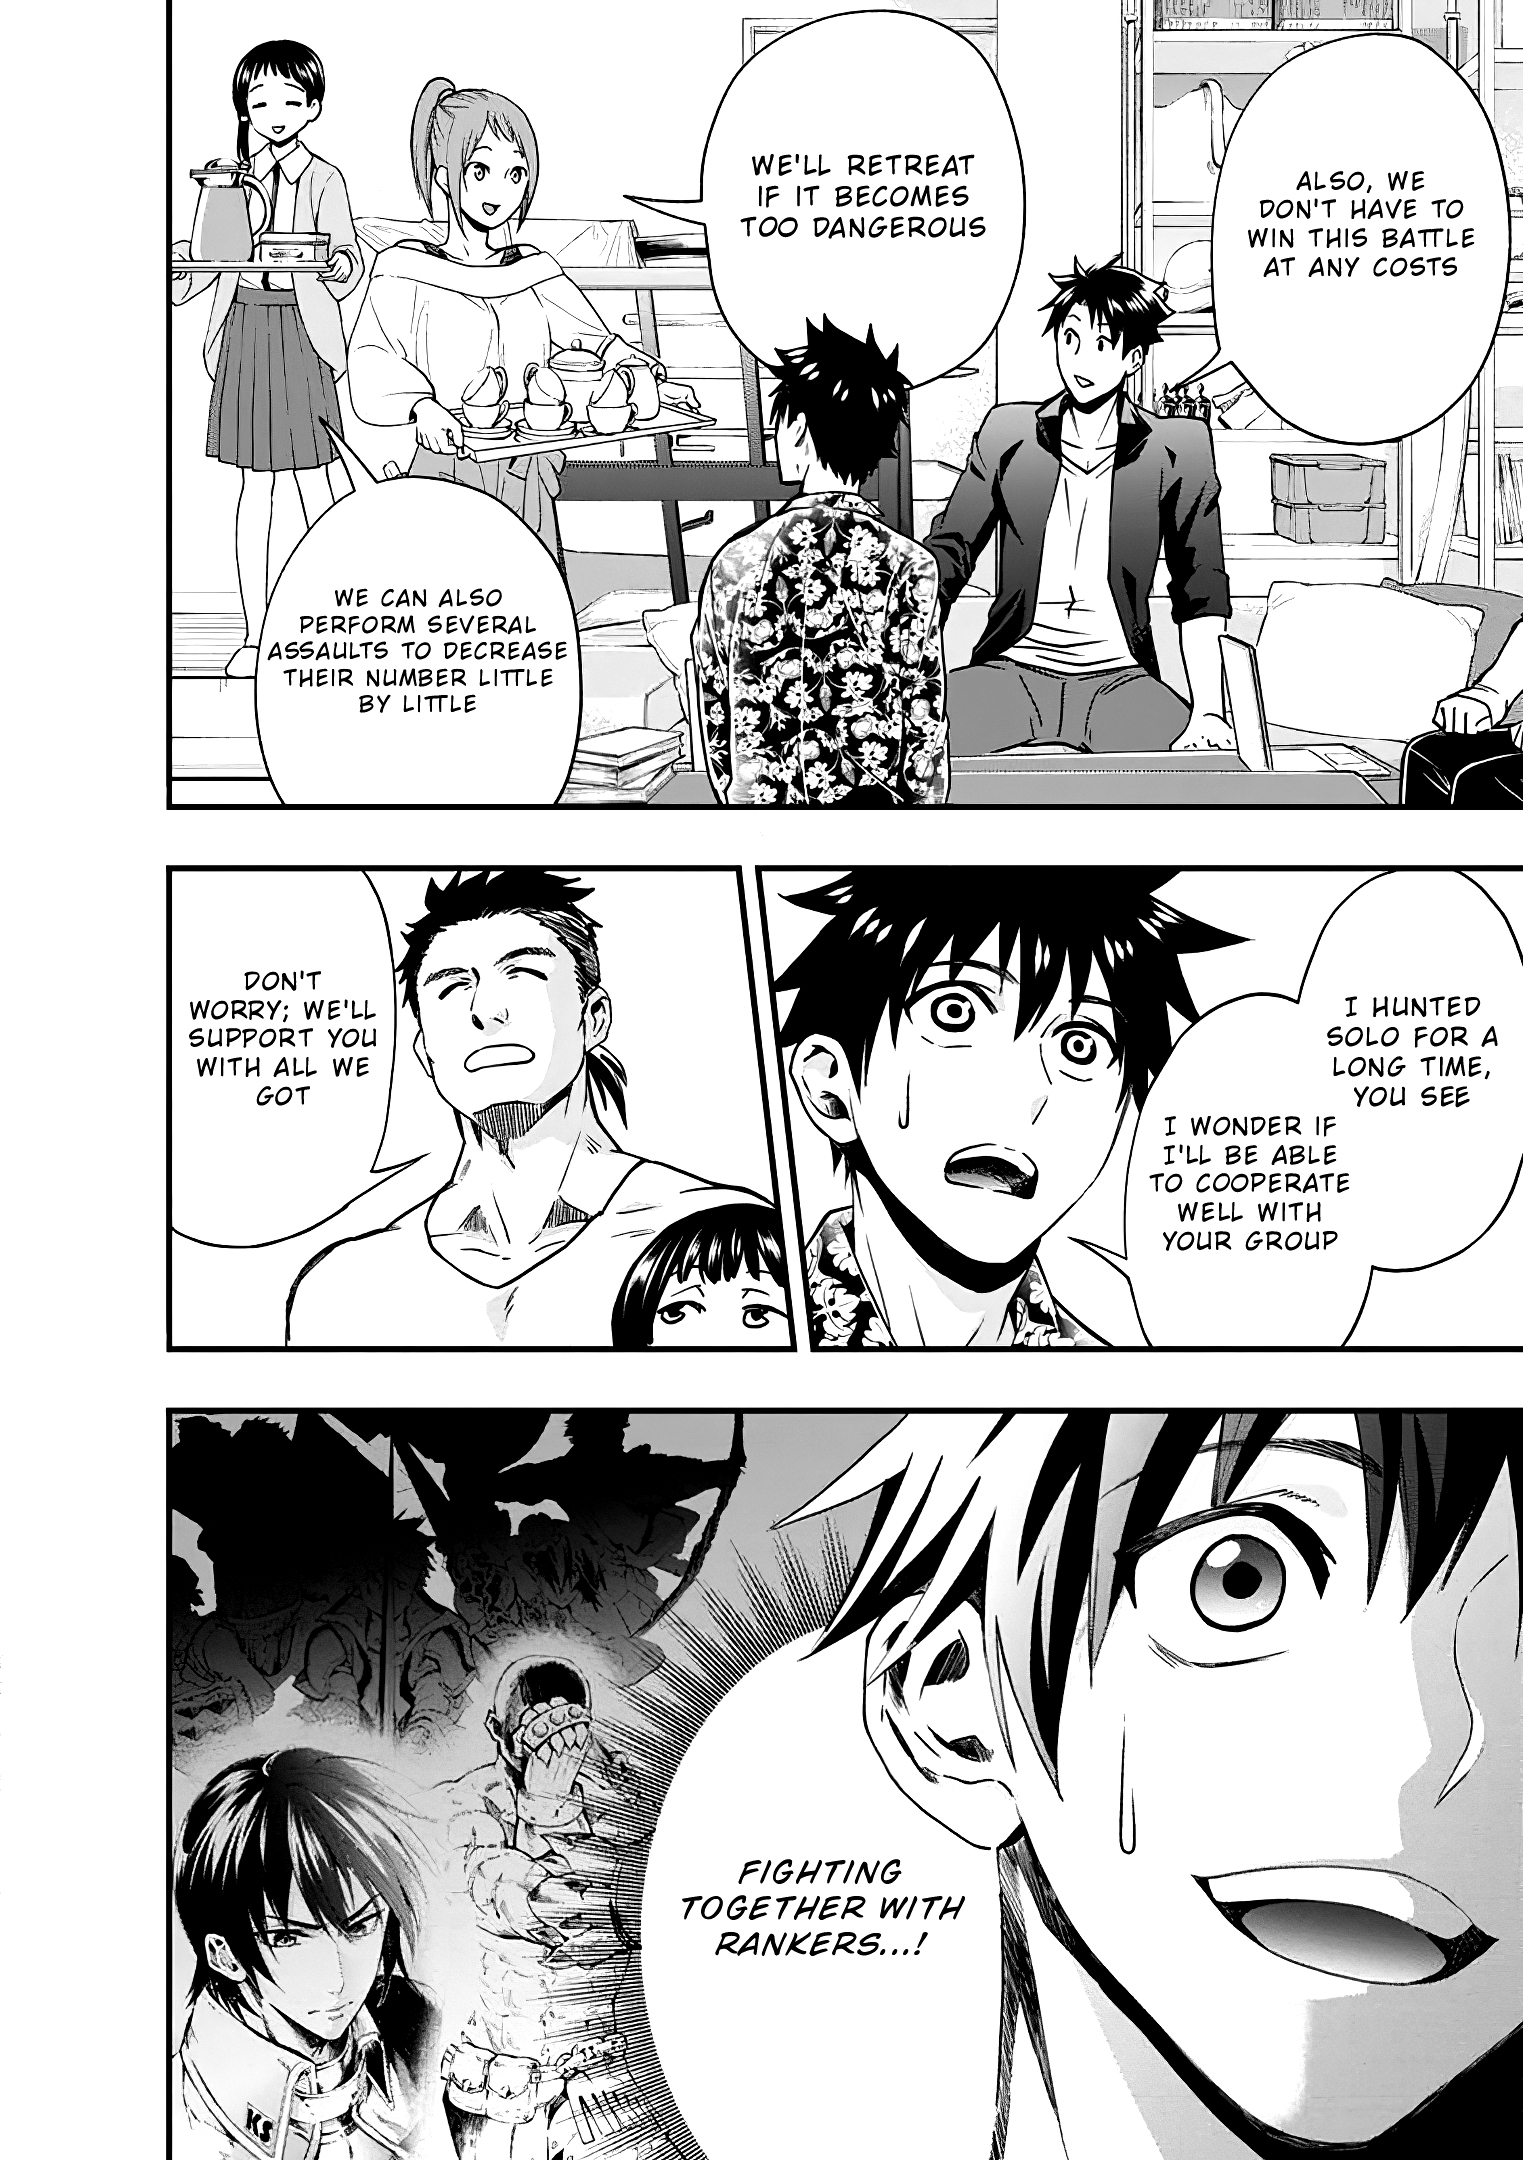 ALSO, WE
DON'T HAVE TO
WIN THIS BATTLE
AT ANY COSTS
WE'LL RETREAT
IF IT BECOMES
TOO DANGEROUS
WE CAN ALSO
PERFORM SEVERAL
ASSAULTS TO DECREASE
THEIR NUMBER LITTLE
BY LITTLE
I HUNTED
SOLO FOR A
LONG TIME,
YOU SEE
I WONDER IF
I'LL BE ABLE
TO COOPERATE
WELL WITH
YOUR GROUP
DON'T
WORRY; WE'LL
SUPPORT YOU
WITH ALL WE
GOT
FIGHTING
TOGETHER WITH
RANKERS...!
KS